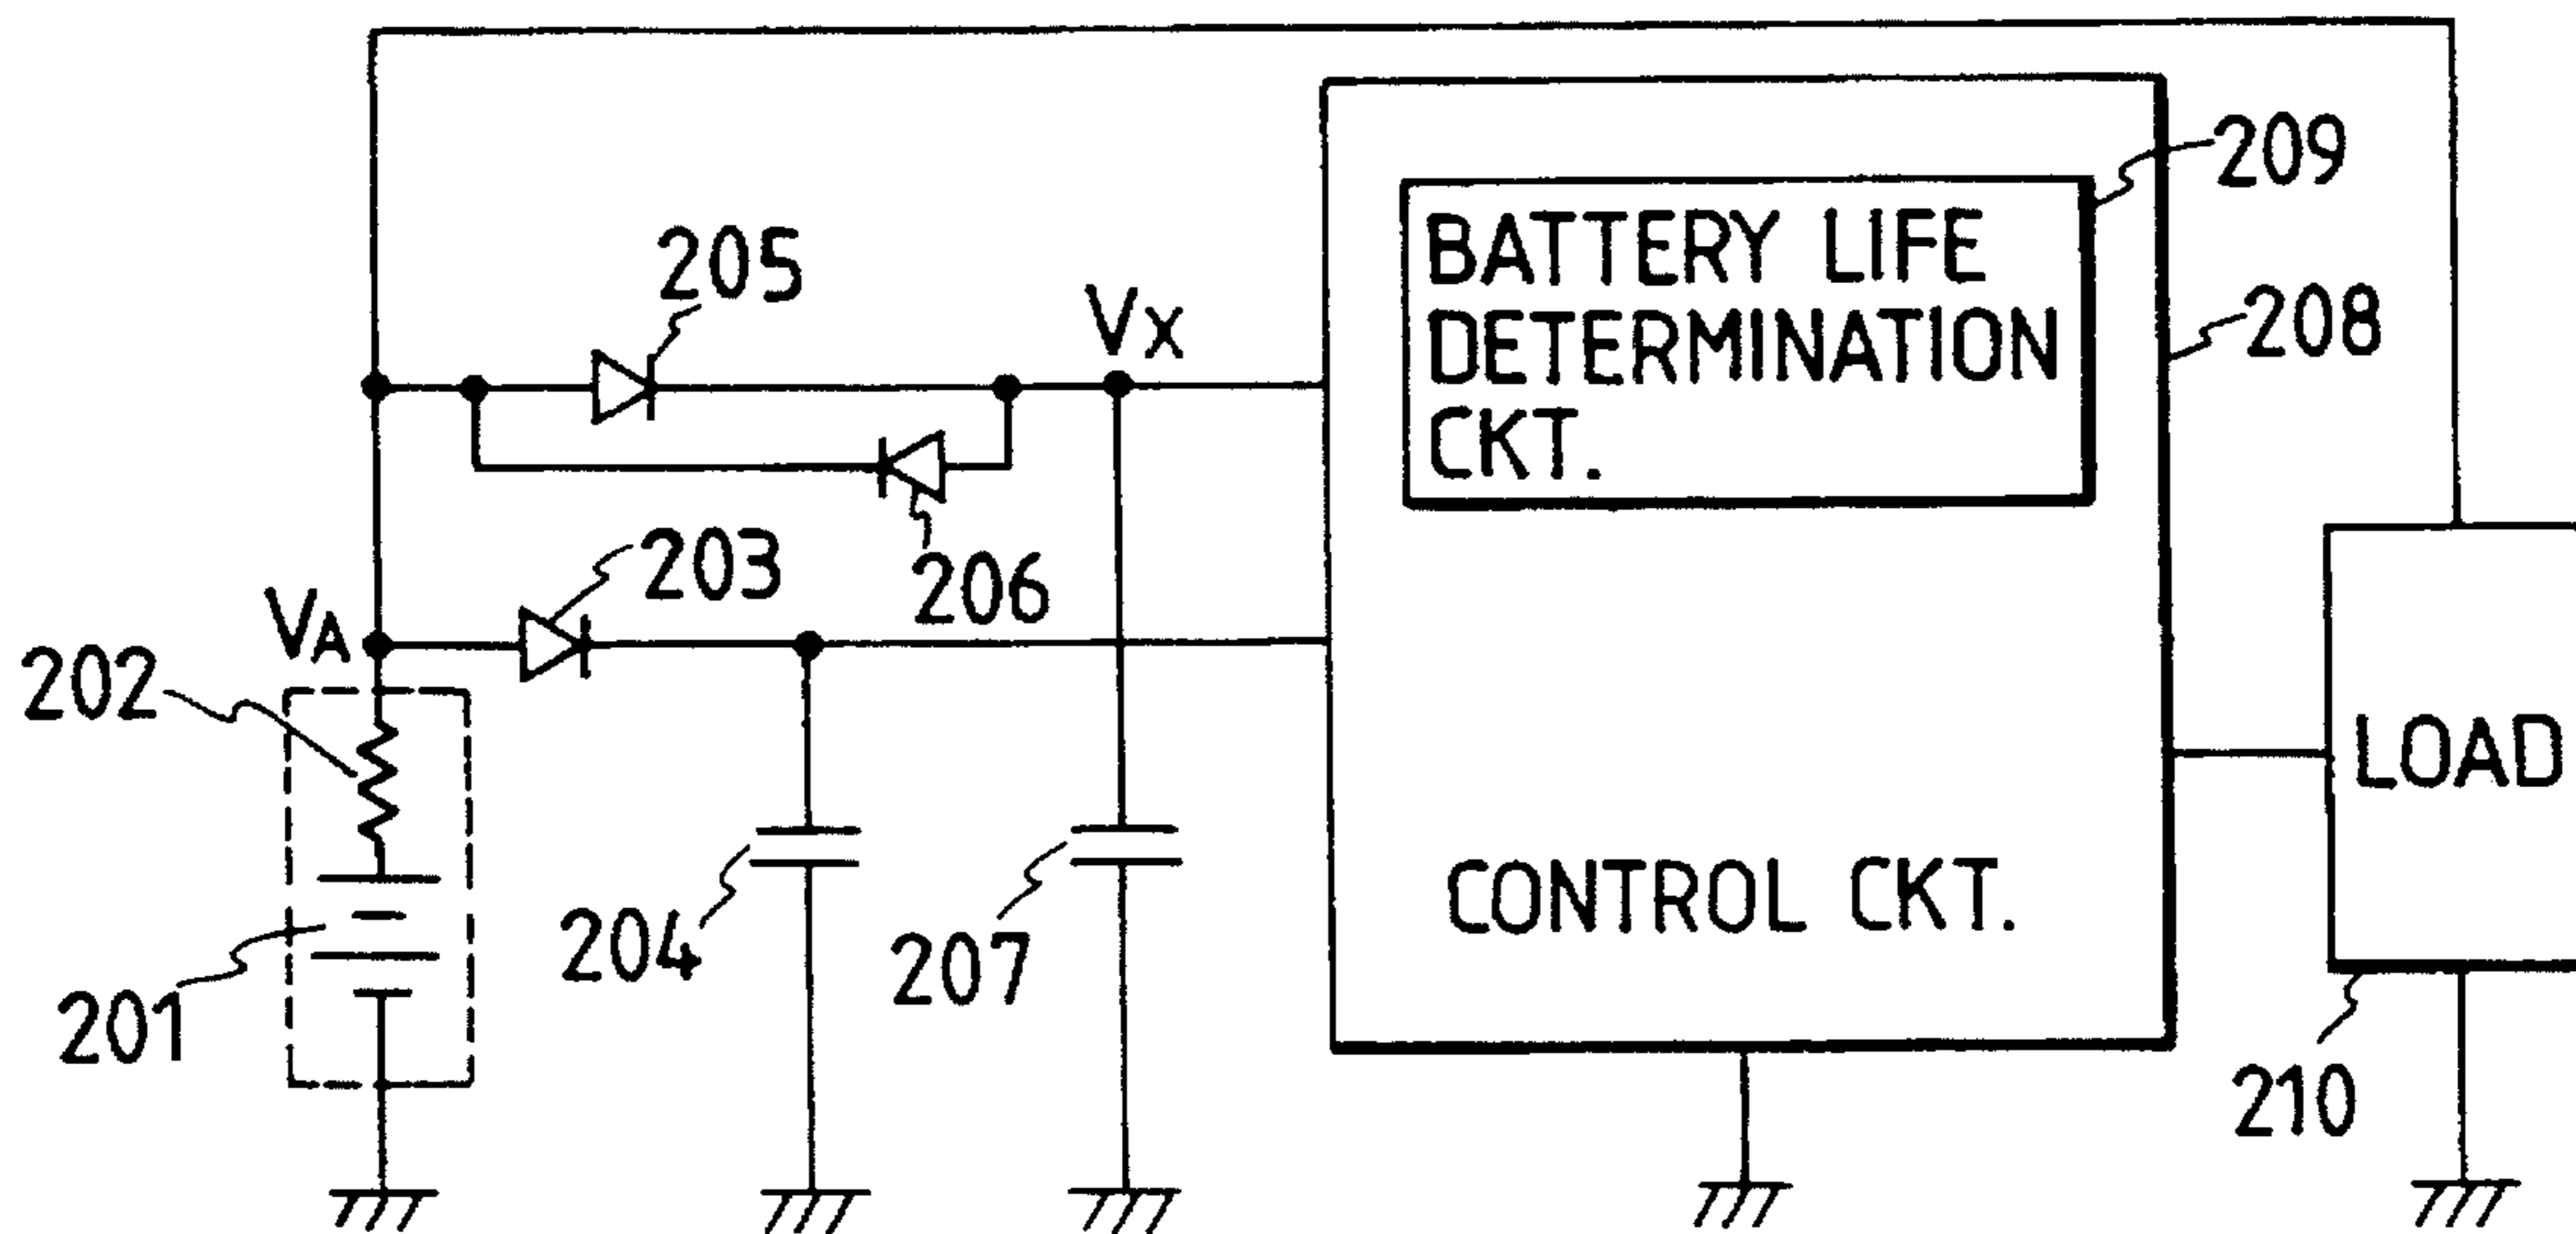 209
BATTERY LIFE
DETERMINATION
CKT.
208
205
VX
206
203
VA
202
LOAD
204
207
CONTROL CKT.
201
210